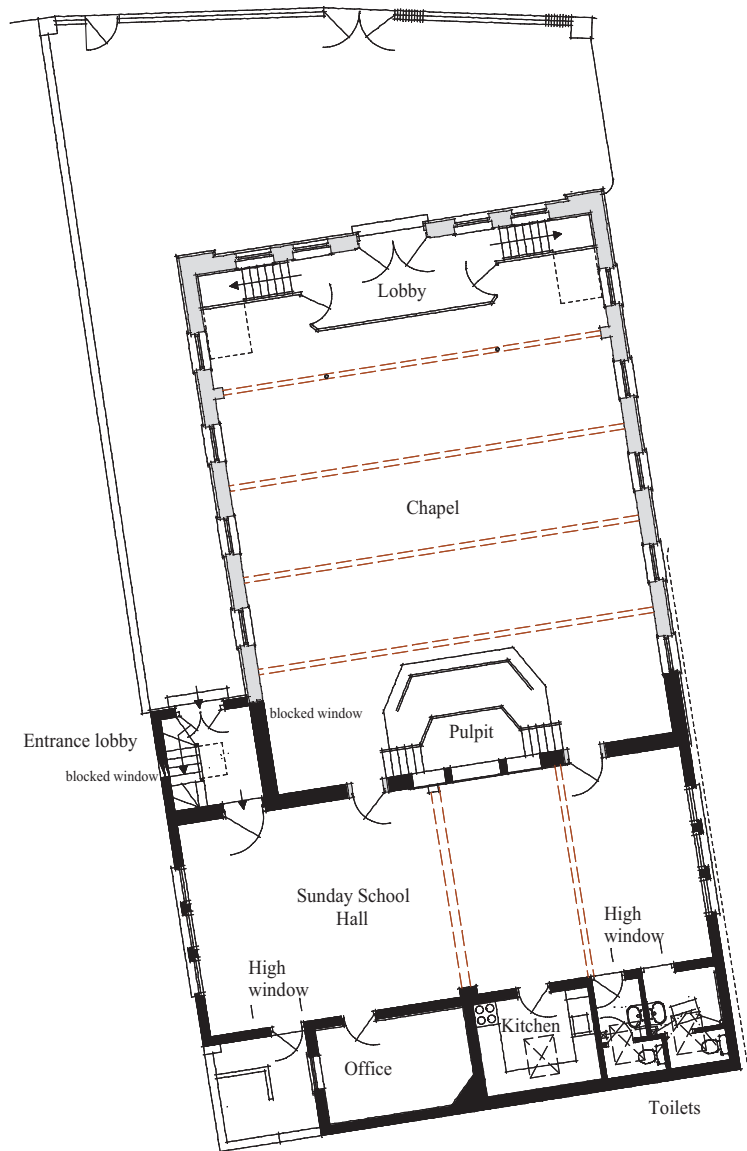 Lobby
Chapel
blocked window
Pulpit
Entrance lobby
blocked window
Sunday School
Hall
High
window
High
window
Kitchen
Office
Toilets